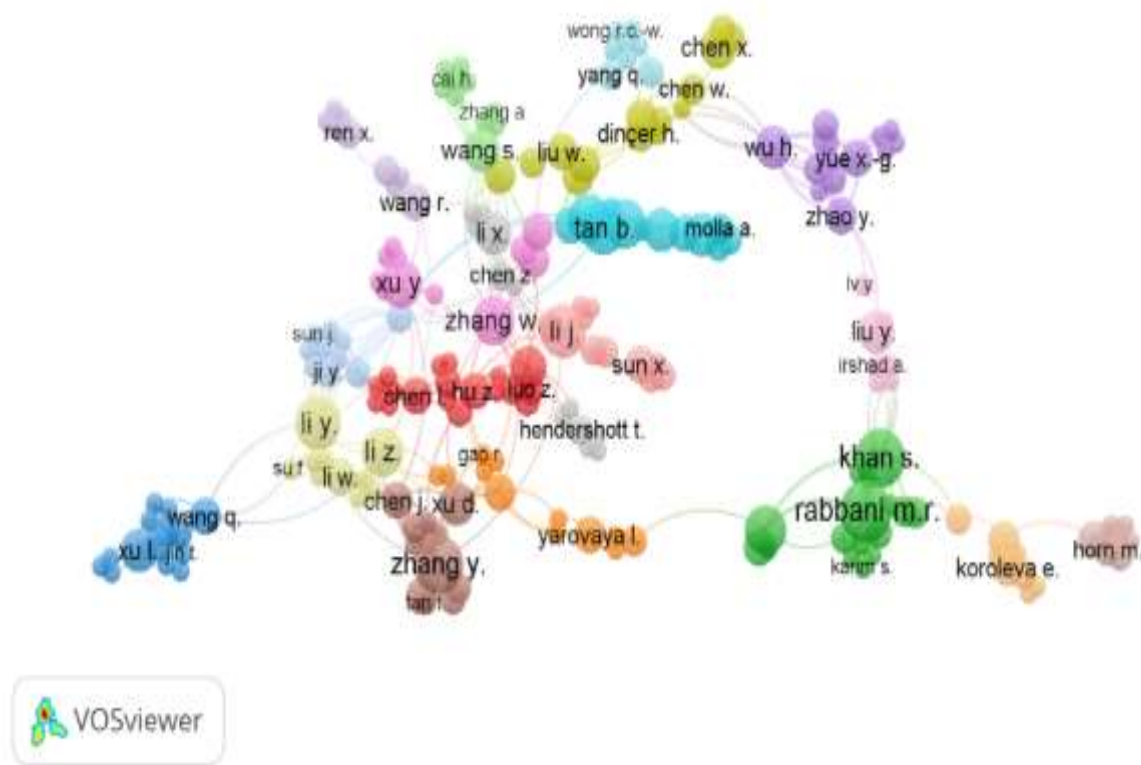 wong r.c.-w.
chen x.
cai h.
yang q.
chen w.
zhang a
ren x.
dinçer h.
wang s.
liu w.
wu h.
yue x.-g.
wang r.
zhao y.
li x.
tan b.
molla a.
chen z.
xu y
lv y
zhang w.
sun j.
li j.
liu y.
ji y.
sun x.
irshad a.
chen l.
hu z.
luo z.
li y.
hendershott t.
li z.
gao r.
khan s.
su f
li w.
chen j.
xu d.
rabbani m.r.
wang q.
yarovaya l.
xu l.
horn m.
zhang y.
karim s.
koroleva e.
VOSviewer